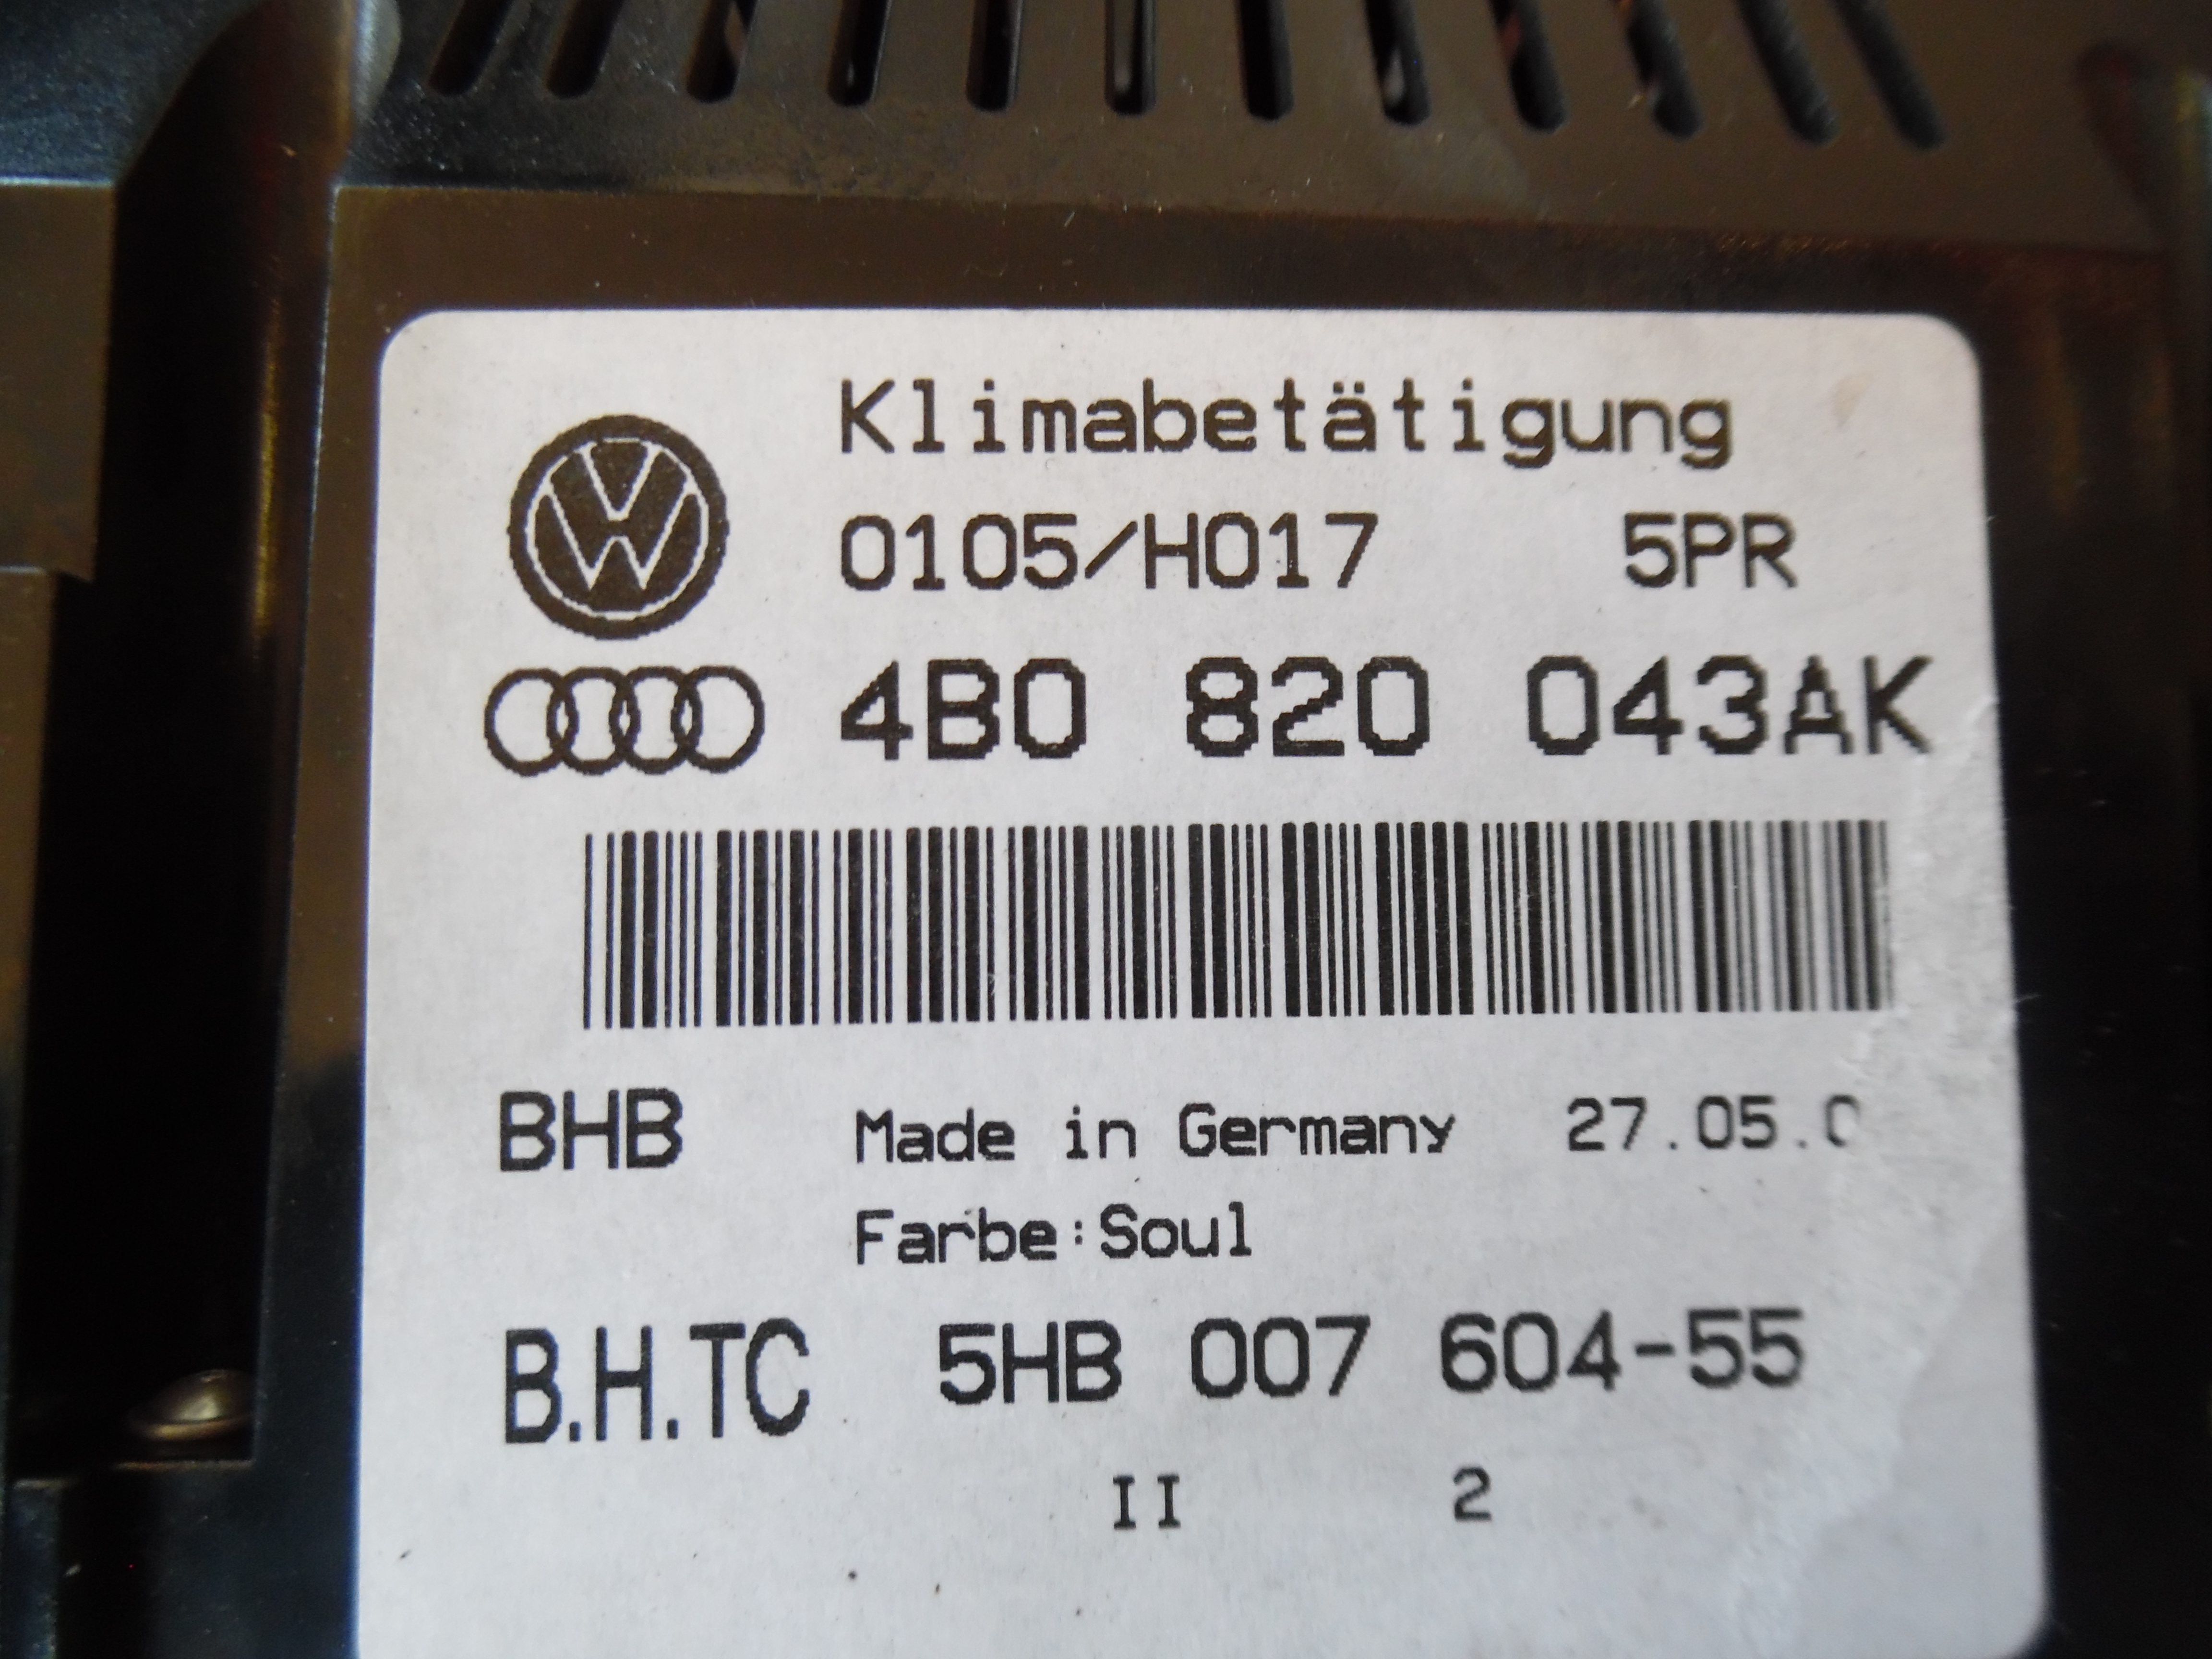 Klimabetätigung
0105/H017 5PR
4B0 820 043AK
BHB Made in Germany 27.05.0
Farbe:Soul
B.H.TC 5HB 007 604-55
II 2